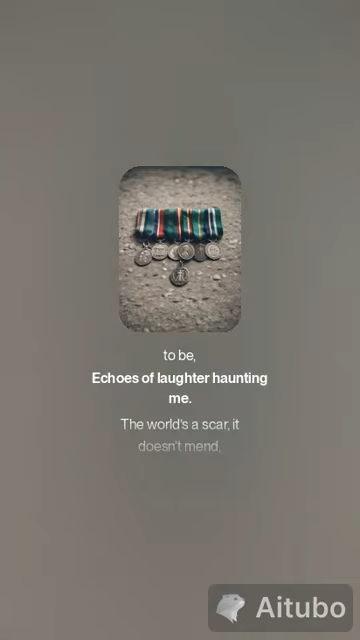 to be,
Echoes of laughter haunting
me.
The world's a scar, it
doesn't mend,
Aitubo